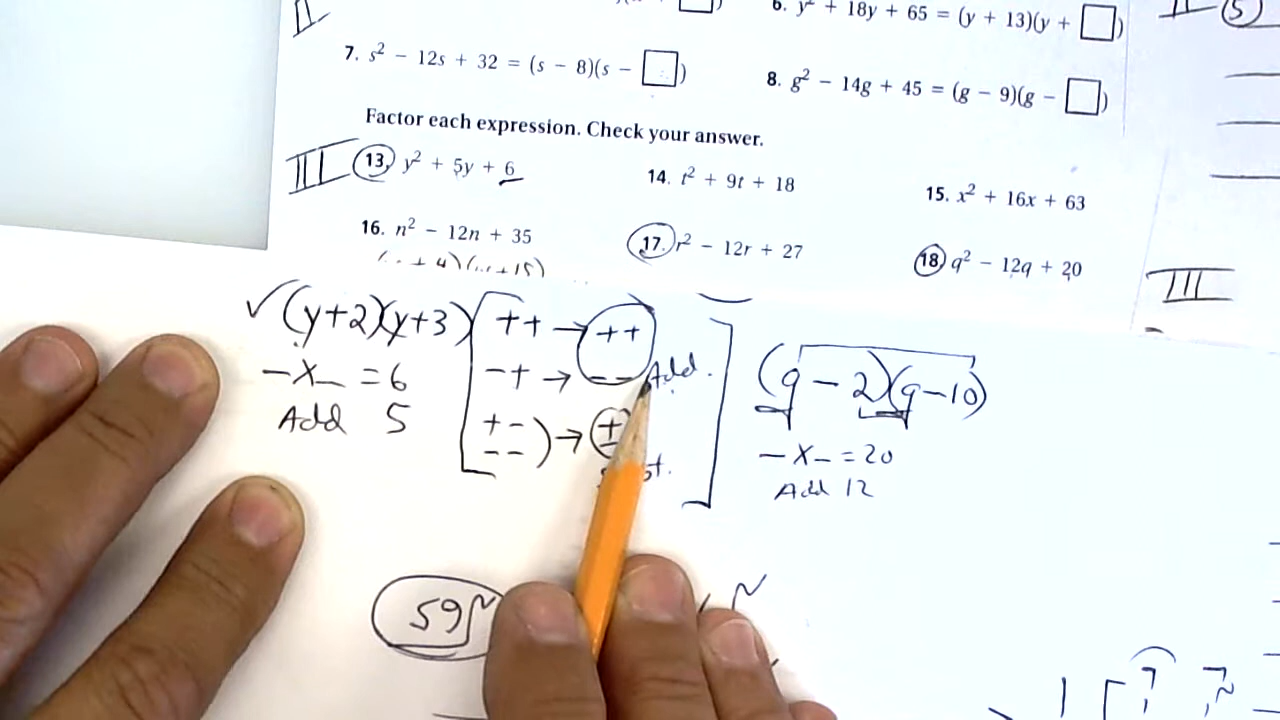 II
6. y² + 18y + 65 = (y + 13)(y + □)
(5)
7. s² − 12s + 32 = (s − 8)(s − □)
8. g² − 14g + 45 = (g − 9)(g − □)
Factor each expression. Check your answer.
III
13. y² + 5y + 6
14. t² + 9t + 18
15. x² + 16x + 63
16. n² − 12n + 35
17. r² − 12r + 27
18. q² − 12q + 20
III
✓(y+2)(y+3)
−x− = 6
Add 5
++ → ++
−+ → −− Add.
+−
−−) → +
(q − 2)(q − 10)
−x− = 20
Add 12
59